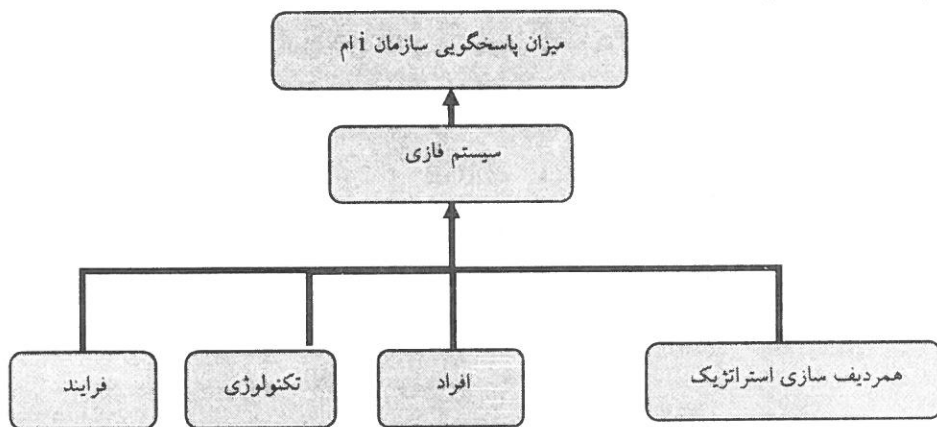 میزان پاسخگویی سازمان i ام
سیستم فازی
همردیف سازی استراتژیک
افراد
تکنولوژی
فرایند